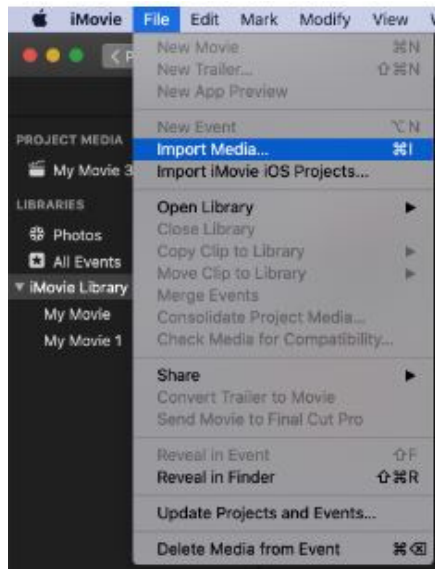 iMovie File Edit Mark Modify View
New Movie ⌘N
New Trailer... ⇧⌘N
New App Preview
New Event ⌥N
PROJECT MEDIA
Import Media... ⌘I
My Movie 3
Import iMovie iOS Projects...
LIBRARIES
Open Library
Photos
Close Library
Copy Clip to Library
All Events
Move Clip to Library
iMovie Library
Merge Events
My Movie
Consolidate Project Media...
My Movie 1
Check Media for Compatibility...
Share
Convert Trailer to Movie
Send Movie to Final Cut Pro
Reveal in Event ⇧F
Reveal in Finder ⇧⌘R
Update Projects and Events...
Delete Media from Event ⌘⌫